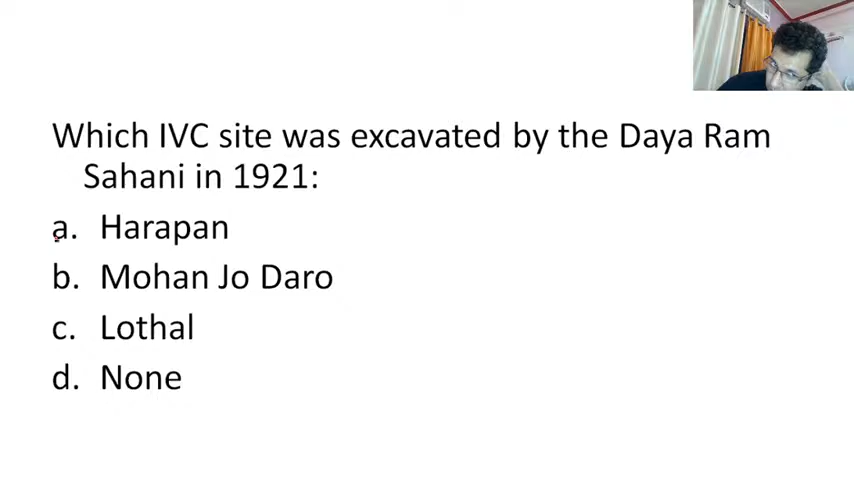 Which IVC site was excavated by the Daya Ram
Sahani in 1921:
a. Harapan
b. Mohan Jo Daro
c. Lothal
d. None